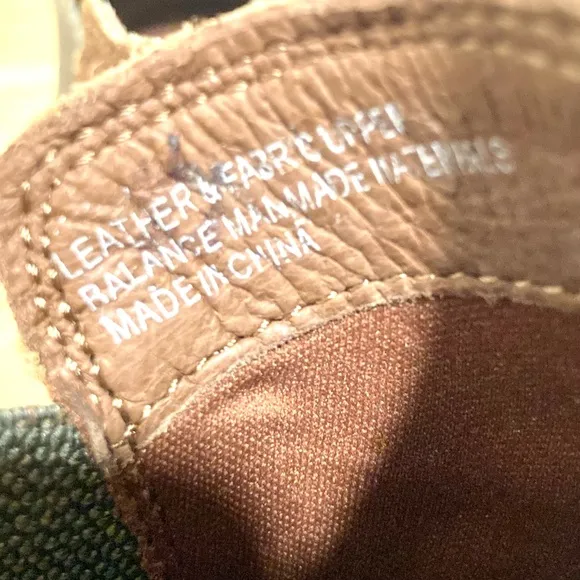 LEATHER & FABRIC UPPER
BALANCE MAN MADE MATERIALS
MADE IN CHINA